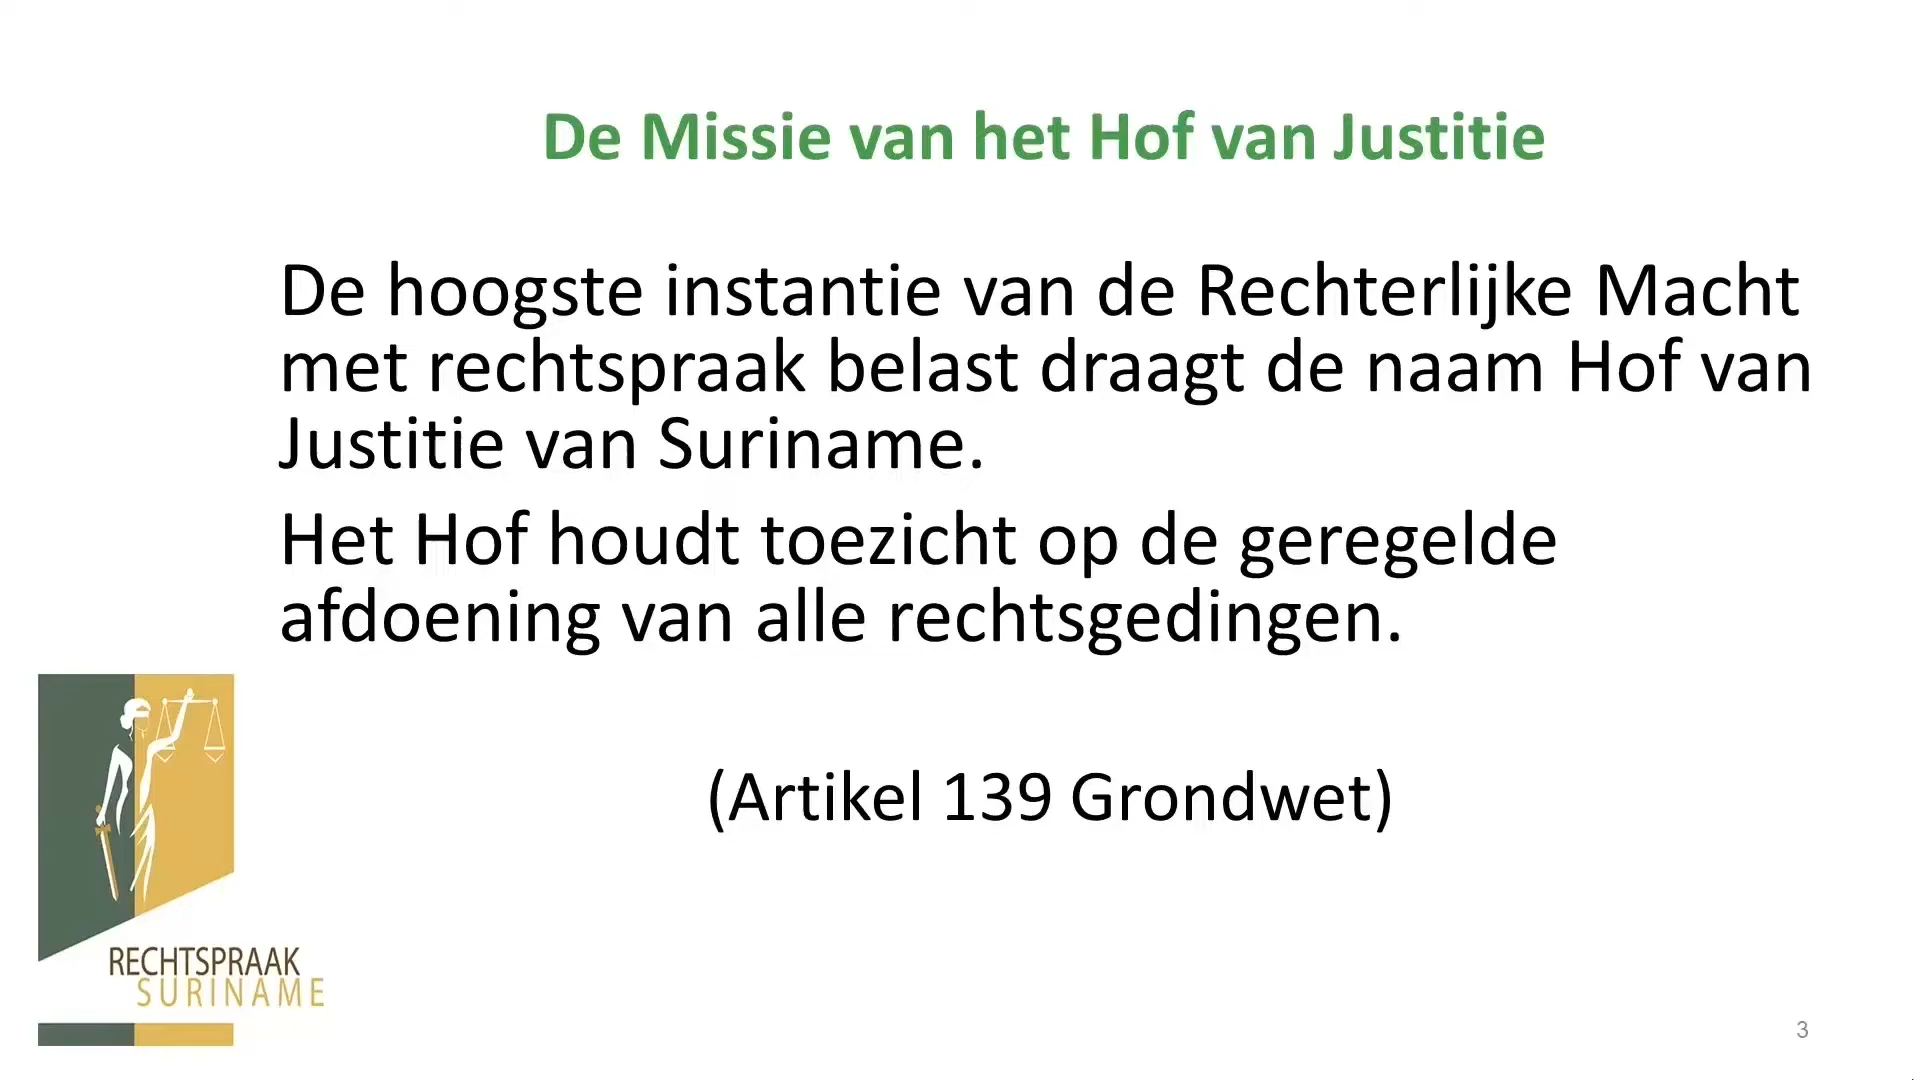 De Missie van het Hof van Justitie
De hoogste instantie van de Rechterlijke Macht
met rechtspraak belast draagt de naam Hof van
Justitie van Suriname.
Het Hof houdt toezicht op de geregelde
afdoening van alle rechtsgedingen.
(Artikel 139 Grondwet)
RECHTSPRAAK
SURINAME
3